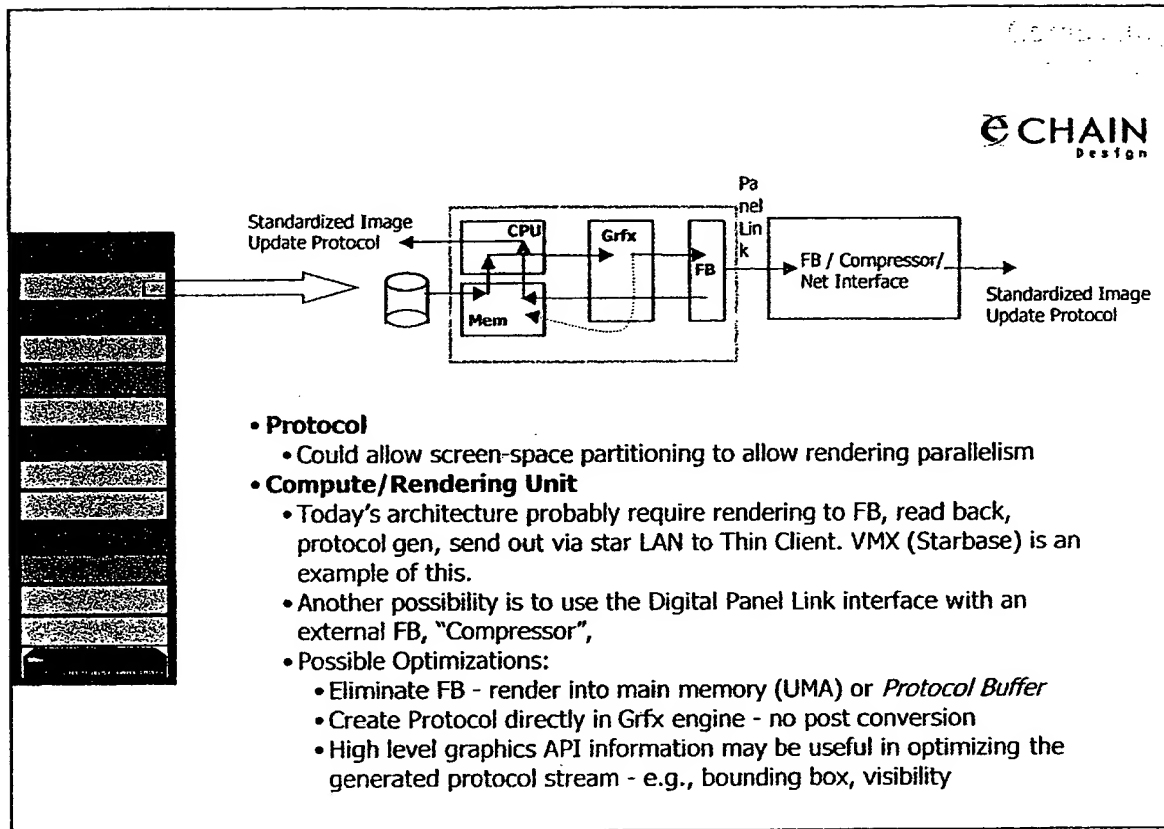 e CHAIN
Design
Pa
nel
Lin
k
Standardized Image
Update Protocol
CPU
Grfx
FB
Mem
FB / Compressor/
Net Interface
Standardized Image
Update Protocol
• Protocol
• Could allow screen-space partitioning to allow rendering parallelism
• Compute/Rendering Unit
• Today's architecture probably require rendering to FB, read back,
protocol gen, send out via star LAN to Thin Client. VMX (Starbase) is an
example of this.
• Another possibility is to use the Digital Panel Link interface with an
external FB, "Compressor",
• Possible Optimizations:
• Eliminate FB - render into main memory (UMA) or Protocol Buffer
• Create Protocol directly in Grfx engine - no post conversion
• High level graphics API information may be useful in optimizing the
generated protocol stream - e.g., bounding box, visibility